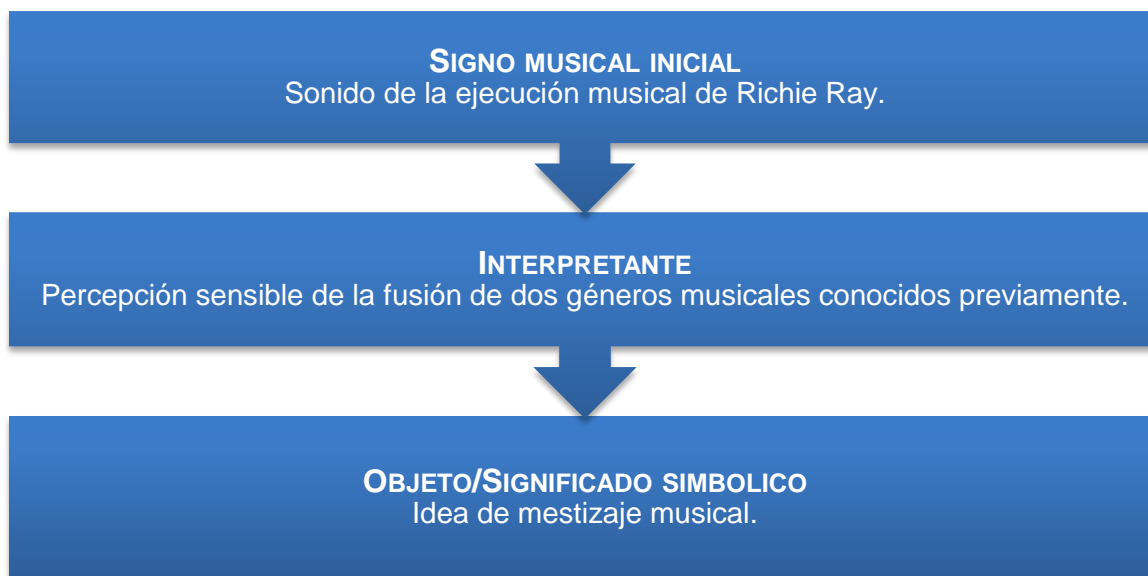 SIGNO MUSICAL INICIAL
Sonido de la ejecución musical de Richie Ray.
INTERPRETANTE
Percepción sensible de la fusión de dos géneros musicales conocidos previamente.
OBJETO/SIGNIFICADO SIMBOLICO
Idea de mestizaje musical.